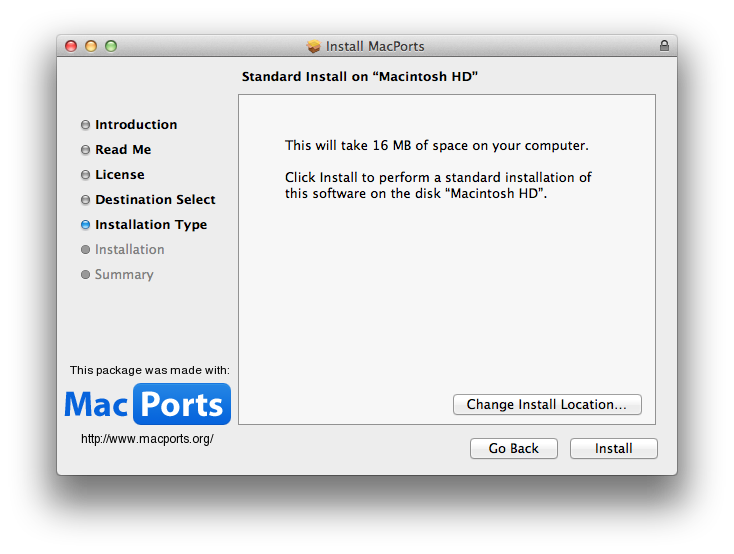 Install MacPorts
Standard Install on “Macintosh HD”
Introduction
Read Me
License
Destination Select
Installation Type
Installation
Summary
This will take 16 MB of space on your computer.
Click Install to perform a standard installation of
this software on the disk “Macintosh HD”.
This package was made with:
MacPorts
http://www.macports.org/
Change Install Location...
Go Back
Install